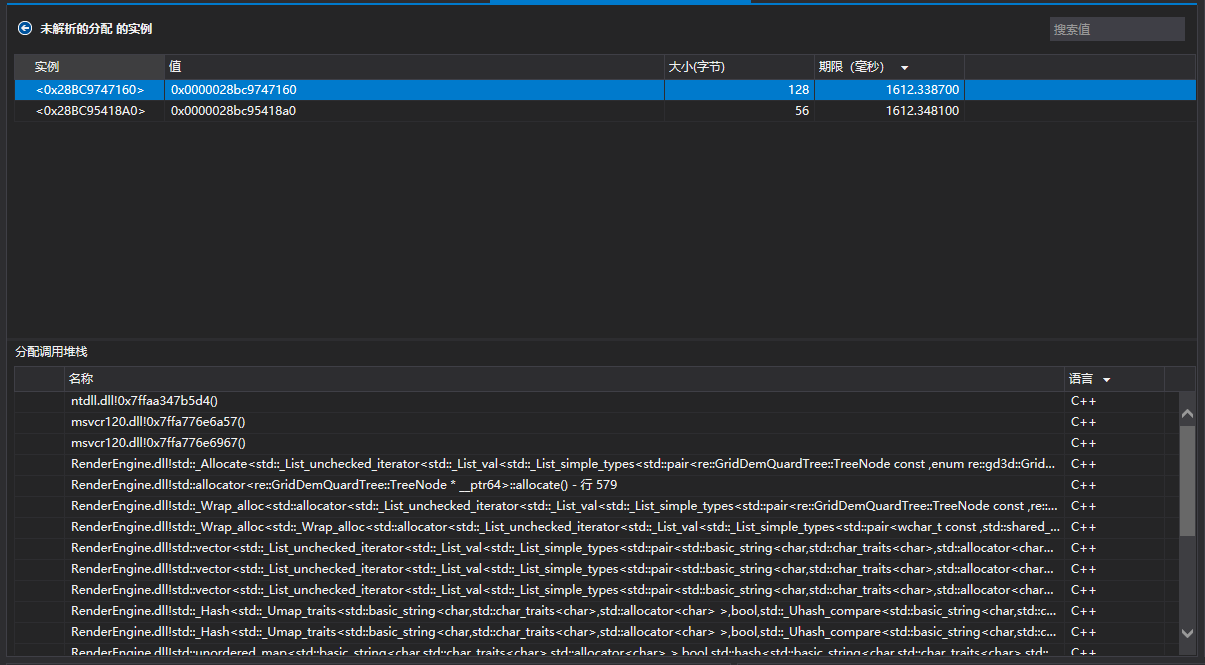 未解析的分配 的实例
搜索值
实例 值 大小(字节) 期限（毫秒）
<0x28BC9747160> 0x0000028bc9747160 128 1612.338700
<0x28BC95418A0> 0x0000028bc95418a0 56 1612.348100
分配调用堆栈
名称 语言
ntdll.dll!0x7ffaa347b5d4() C++
msvcr120.dll!0x7ffa776e6a57() C++
msvcr120.dll!0x7ffa776e6967() C++
RenderEngine.dll!std::_Allocate<std::_List_unchecked_iterator<std::_List_val<std::_List_simple_types<std::pair<re::GridDemQuardTree::TreeNode const ,enum re::gd3d::Grid... C++
RenderEngine.dll!std::allocator<re::GridDemQuardTree::TreeNode * __ptr64>::allocate() - 行 579 C++
RenderEngine.dll!std::_Wrap_alloc<std::allocator<std::_List_unchecked_iterator<std::_List_val<std::_List_simple_types<std::pair<re::GridDemQuardTree::TreeNode const ,re::... C++
RenderEngine.dll!std::_Wrap_alloc<std::_Wrap_alloc<std::allocator<std::_List_unchecked_iterator<std::_List_val<std::_List_simple_types<std::pair<wchar_t const ,std::shared_... C++
RenderEngine.dll!std::vector<std::_List_unchecked_iterator<std::_List_val<std::_List_simple_types<std::pair<std::basic_string<char,std::char_traits<char>,std::allocator<char... C++
RenderEngine.dll!std::vector<std::_List_unchecked_iterator<std::_List_val<std::_List_simple_types<std::pair<std::basic_string<char,std::char_traits<char>,std::allocator<char... C++
RenderEngine.dll!std::vector<std::_List_unchecked_iterator<std::_List_val<std::_List_simple_types<std::pair<std::basic_string<char,std::char_traits<char>,std::allocator<char... C++
RenderEngine.dll!std::_Hash<std::_Umap_traits<std::basic_string<char,std::char_traits<char>,std::allocator<char> >,bool,std::_Uhash_compare<std::basic_string<char,std::c... C++
RenderEngine.dll!std::_Hash<std::_Umap_traits<std::basic_string<char,std::char_traits<char>,std::allocator<char> >,bool,std::_Uhash_compare<std::basic_string<char,std::c... C++
RenderEngine.dll!std::unordered_map<std::basic_string<char,std::char_traits<char>,std::allocator<char> >,bool,std::hash<std::basic_string<char,std::char_traits<char>,std::... C++